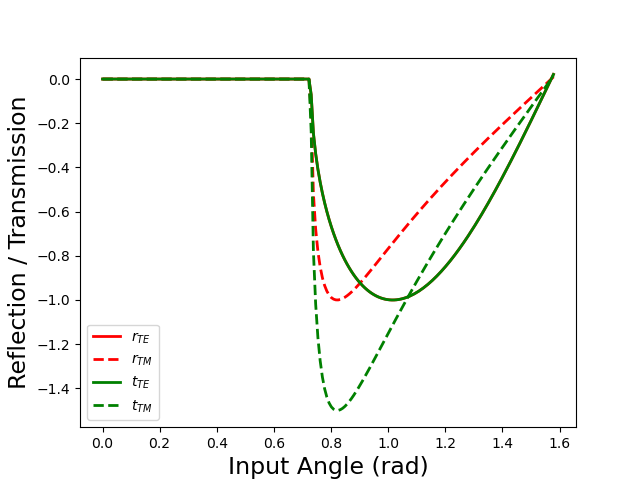 Reflection / Transmission
0.0
−0.2
−0.4
−0.6
−0.8
−1.0
−1.2
−1.4
r_TE
r_TM
t_TE
t_TM
0.0 0.2 0.4 0.6 0.8 1.0 1.2 1.4 1.6
Input Angle (rad)